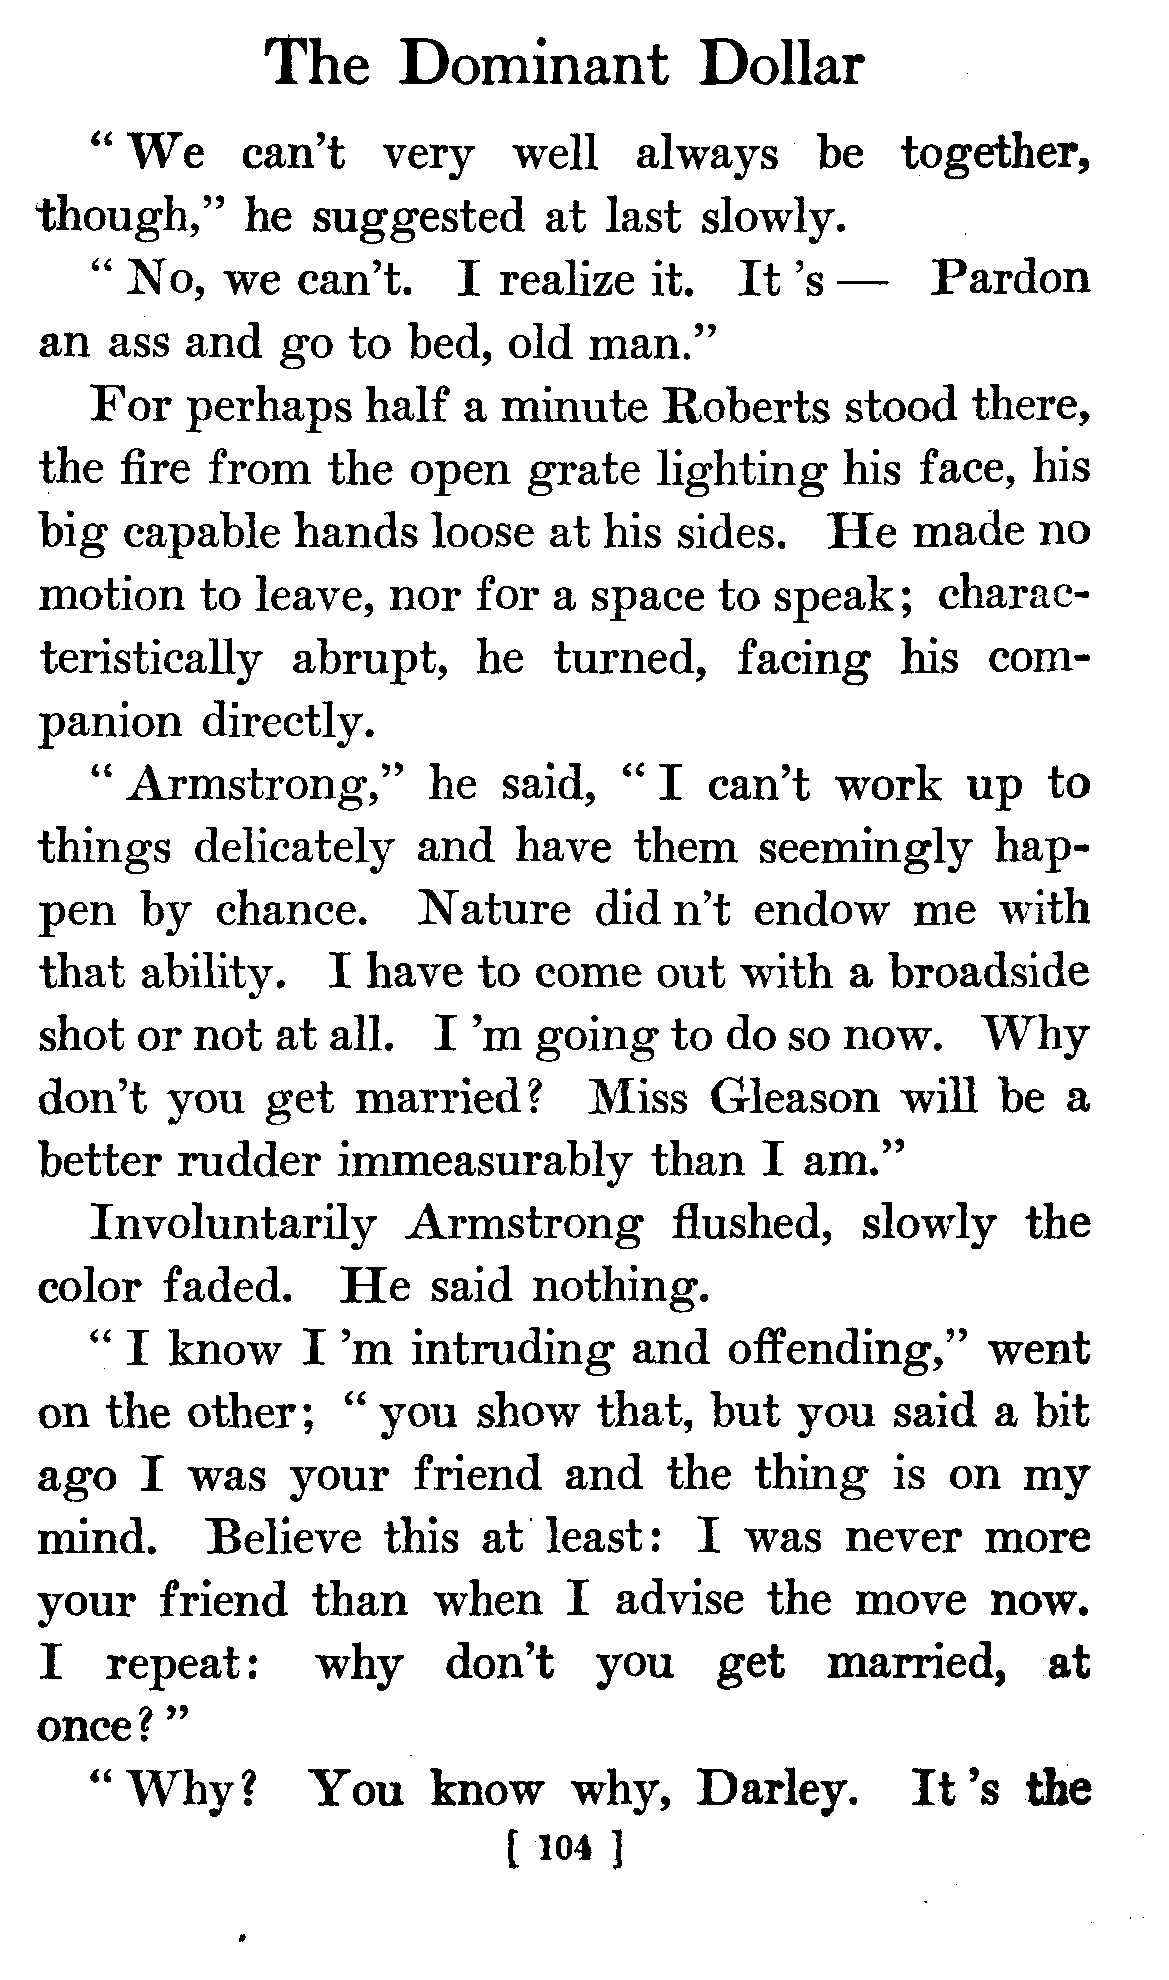 The Dominant Dollar
“ We can’t very well always be together,
though,” he suggested at last slowly.
“ No, we can’t. I realize it. It ’s — Pardon
an ass and go to bed, old man.”
For perhaps half a minute Roberts stood there,
the fire from the open grate lighting his face, his
big capable hands loose at his sides. He made no
motion to leave, nor for a space to speak; charac-
teristically abrupt, he turned, facing his com-
panion directly.
“ Armstrong,” he said, “ I can’t work up to
things delicately and have them seemingly hap-
pen by chance. Nature did n’t endow me with
that ability. I have to come out with a broadside
shot or not at all. I ’m going to do so now. Why
don’t you get married? Miss Gleason will be a
better rudder immeasurably than I am.”
Involuntarily Armstrong flushed, slowly the
color faded. He said nothing.
“ I know I ’m intruding and offending,” went
on the other; “ you show that, but you said a bit
ago I was your friend and the thing is on my
mind. Believe this at least: I was never more
your friend than when I advise the move now.
I repeat: why don’t you get married, at
once? ”
“ Why? You know why, Darley. It ’s the
[ 104 ]